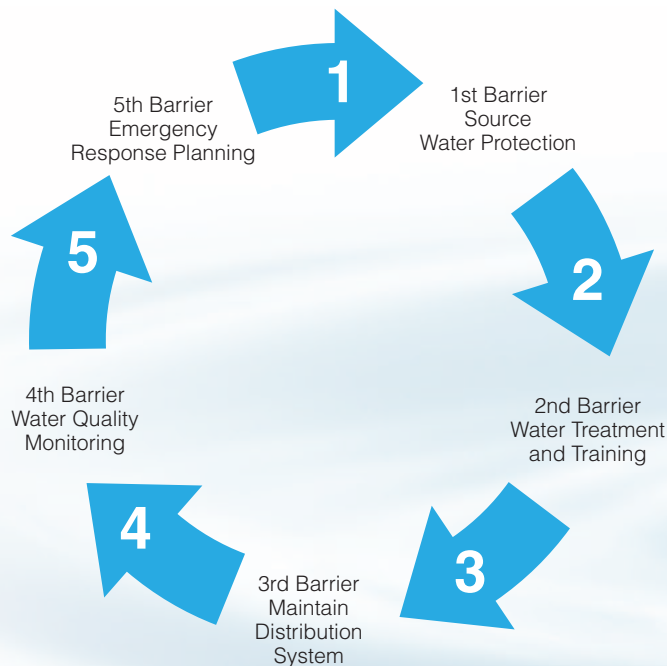 1
1st Barrier
Source
Water Protection
2
2nd Barrier
Water Treatment
and Training
3
3rd Barrier
Maintain
Distribution
System
4
4th Barrier
Water Quality
Monitoring
5
5th Barrier
Emergency
Response Planning